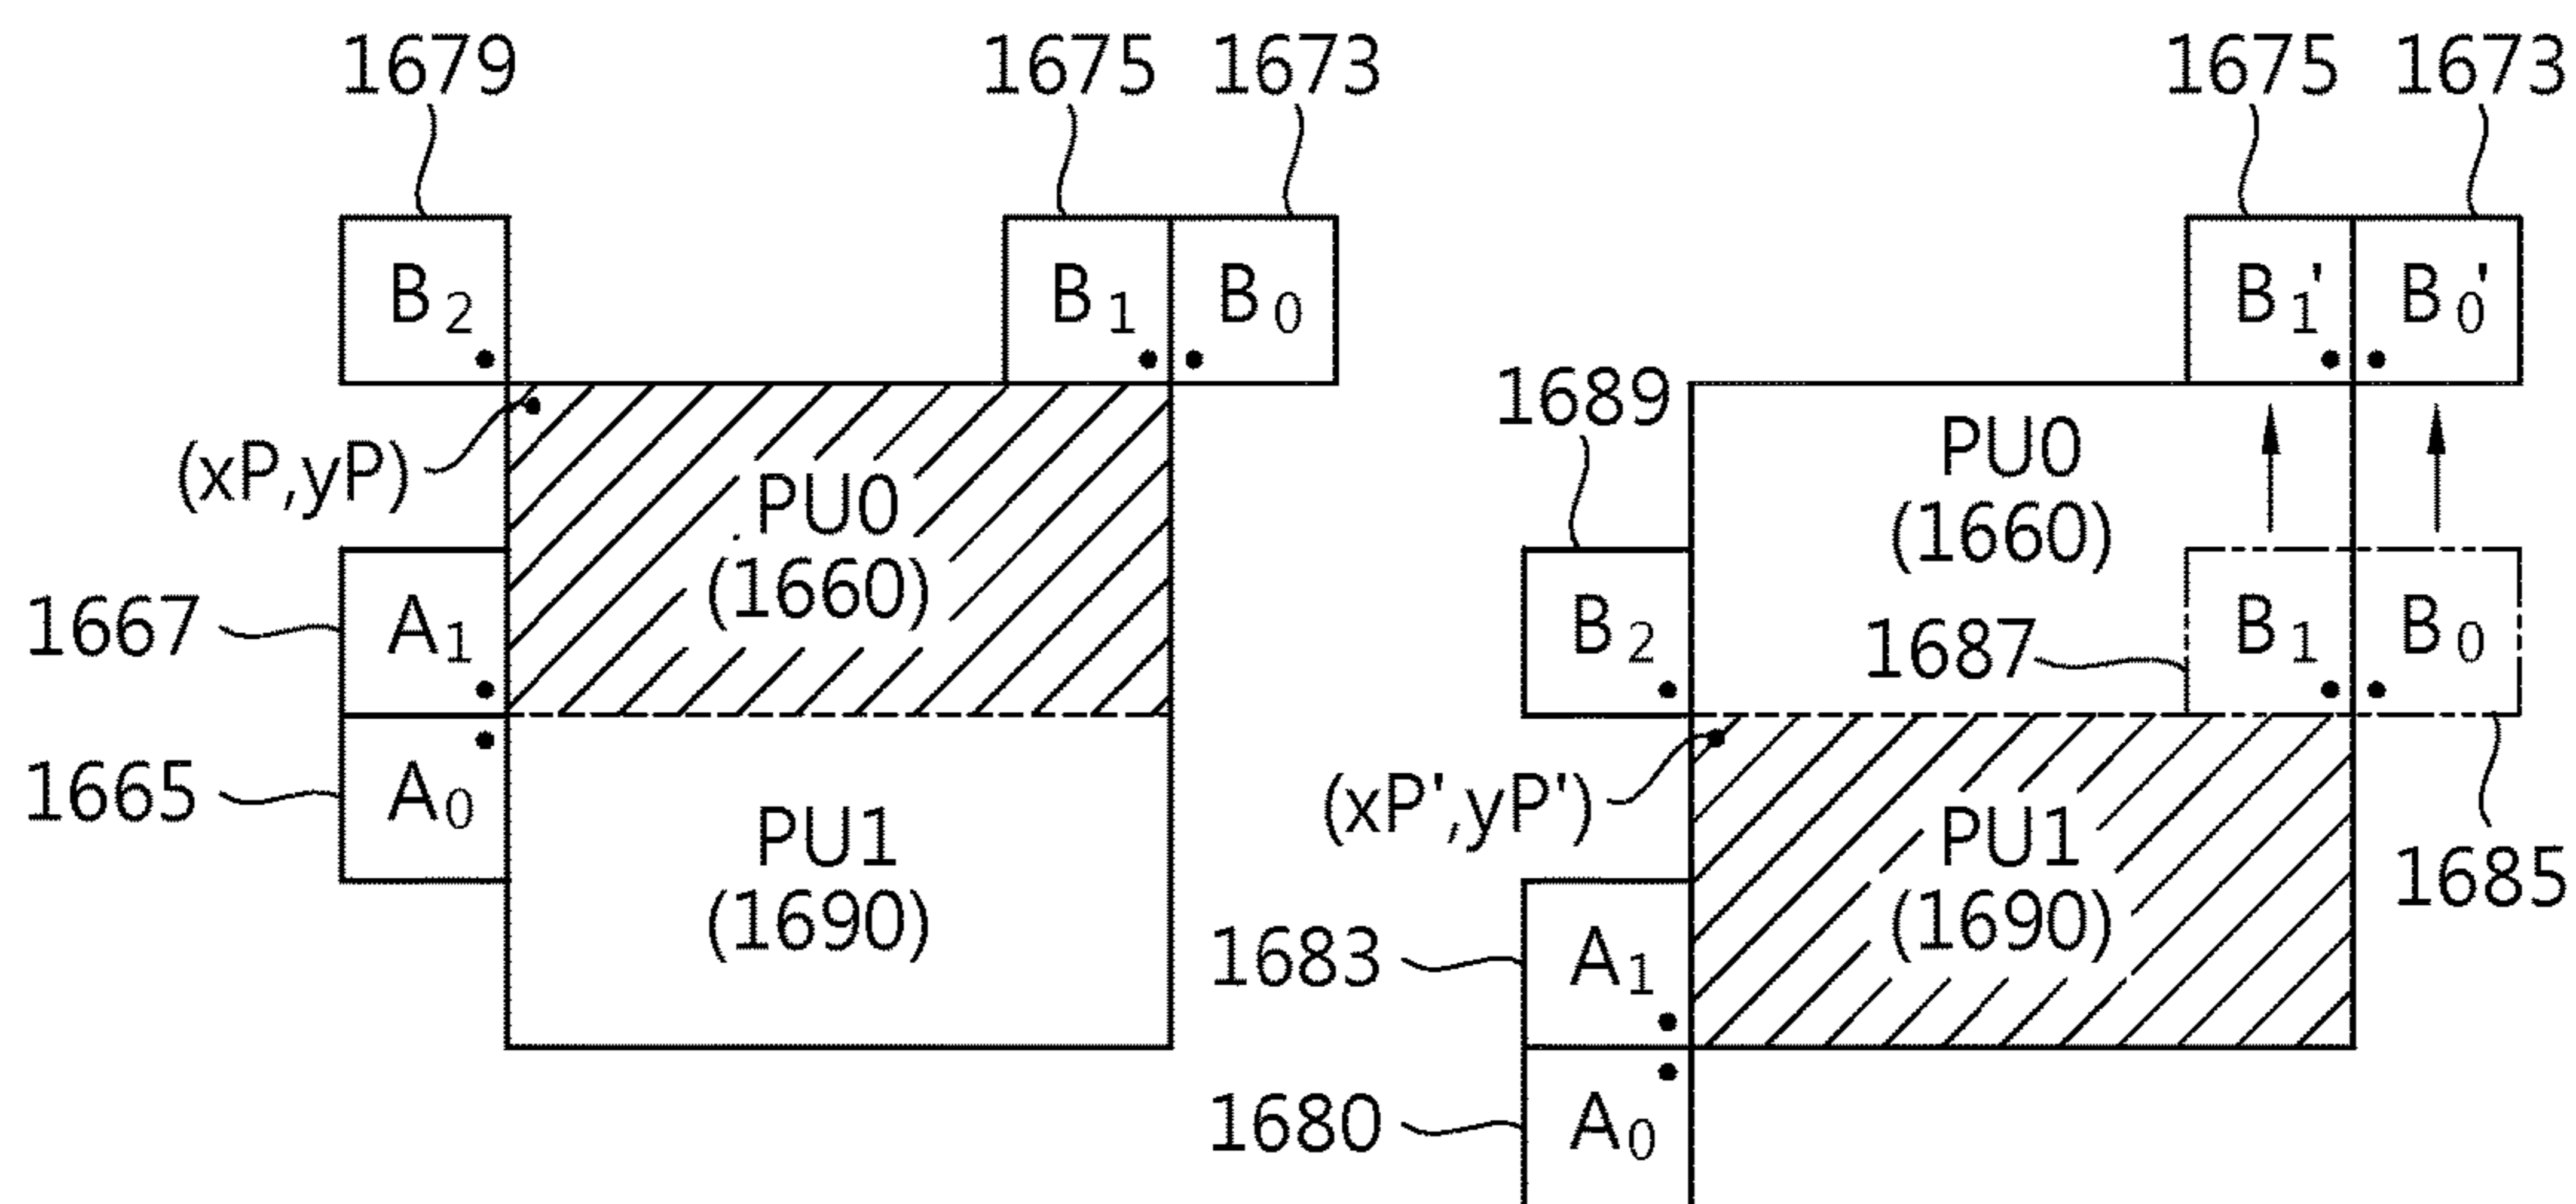 1679
1675 1673
B2
B1 B0
(xP,yP)
PU0
(1660)
1667
A1
1665
A0
PU1
(1690)
1675 1673
B1' B0'
1689
PU0
(1660)
B2
1687
B1 B0
(xP',yP')
PU1
(1690)
1685
1683
A1
1680
A0